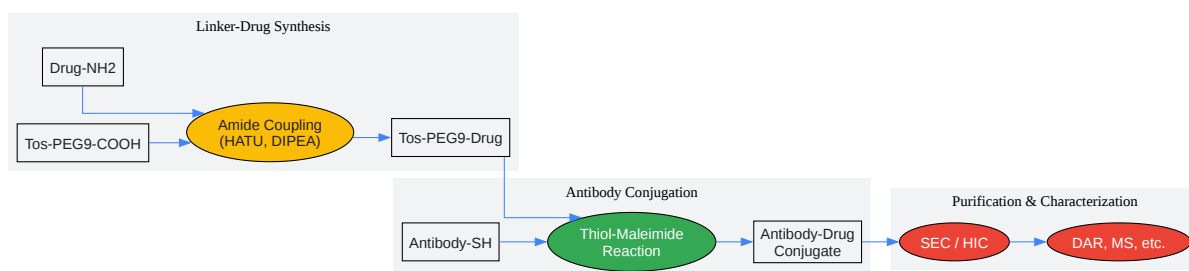 Linker-Drug Synthesis
Drug-NH2
Tos-PEG9-COOH
Amide Coupling
(HATU, DIPEA)
Tos-PEG9-Drug
Antibody Conjugation
Antibody-SH
Thiol-Maleimide
Reaction
Antibody-Drug
Conjugate
Purification & Characterization
SEC / HIC
DAR, MS, etc.